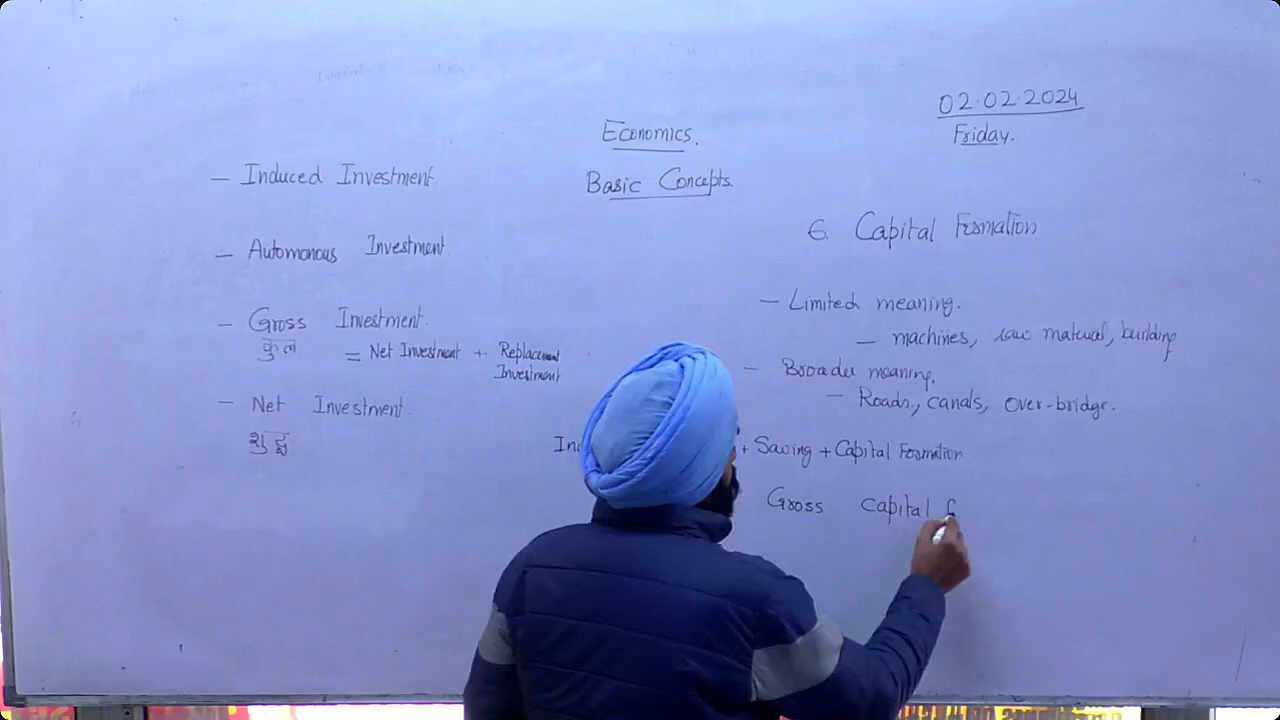 02.02.2024
Friday.
Economics.
Basic Concepts.
- Induced Investment.
- Automonous Investment.
- Gross Investment.
कुल
= Net Investment + Replacement
Investment
- Net Investment.
शुद्ध
6. Capital Formation
- Limited meaning.
- machines, raw material, building
- Broader meaning.
- Roads, canals, over-bridge.
+ Saving + Capital Formation
Gross Capital